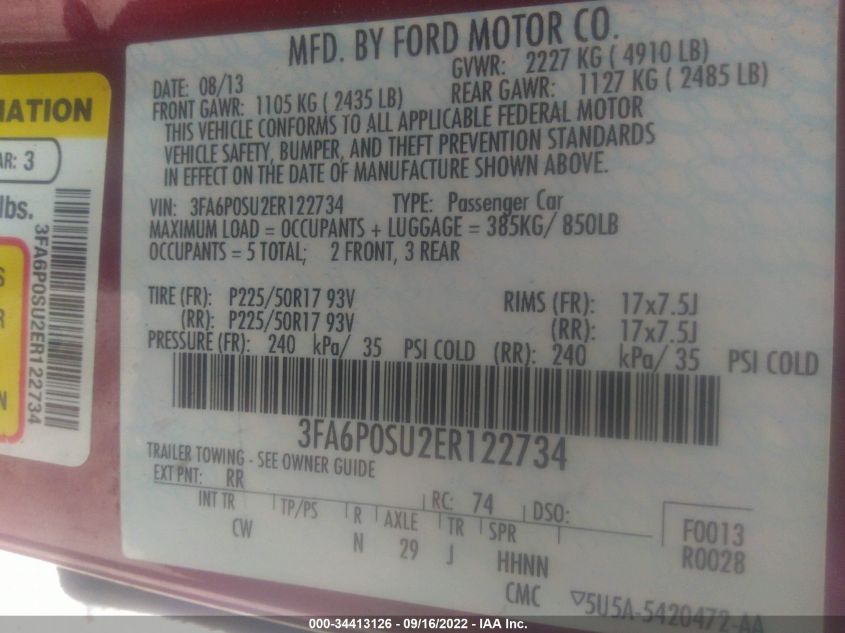 MFD. BY FORD MOTOR CO.
DATE: 08/13 GVWR: 2227 KG ( 4910 LB)
FRONT GAWR: 1105 KG ( 2435 LB) REAR GAWR: 1127 KG ( 2485 LB)
THIS VEHICLE CONFORMS TO ALL APPLICABLE FEDERAL MOTOR
VEHICLE SAFETY, BUMPER, AND THEFT PREVENTION STANDARDS
IN EFFECT ON THE DATE OF MANUFACTURE SHOWN ABOVE.
VIN: 3FA6P0SU2ER122734 TYPE: Passenger Car
MAXIMUM LOAD = OCCUPANTS + LUGGAGE = 385KG/ 850LB
OCCUPANTS = 5 TOTAL; 2 FRONT, 3 REAR
TIRE (FR): P225/50R17 93V RIMS (FR): 17x7.5J
(RR): P225/50R17 93V (RR): 17x7.5J
PRESSURE (FR): 240 kPa/ 35 PSI COLD (RR): 240 kPa/ 35 PSI COLD
3FA6P0SU2ER122734
TRAILER TOWING - SEE OWNER GUIDE
EXT PNT: RR RC: 74 DSO:
INT TR TP/PS R AXLE TR SPR F0013
CW N 29 J HHNN R0028
CMC ▽5U5A-5420472-AA
MATION
AR: 3
lbs.
3FA6P0SU2ER122734
S
R
N
000-34413126 - 09/16/2022 - IAA Inc.